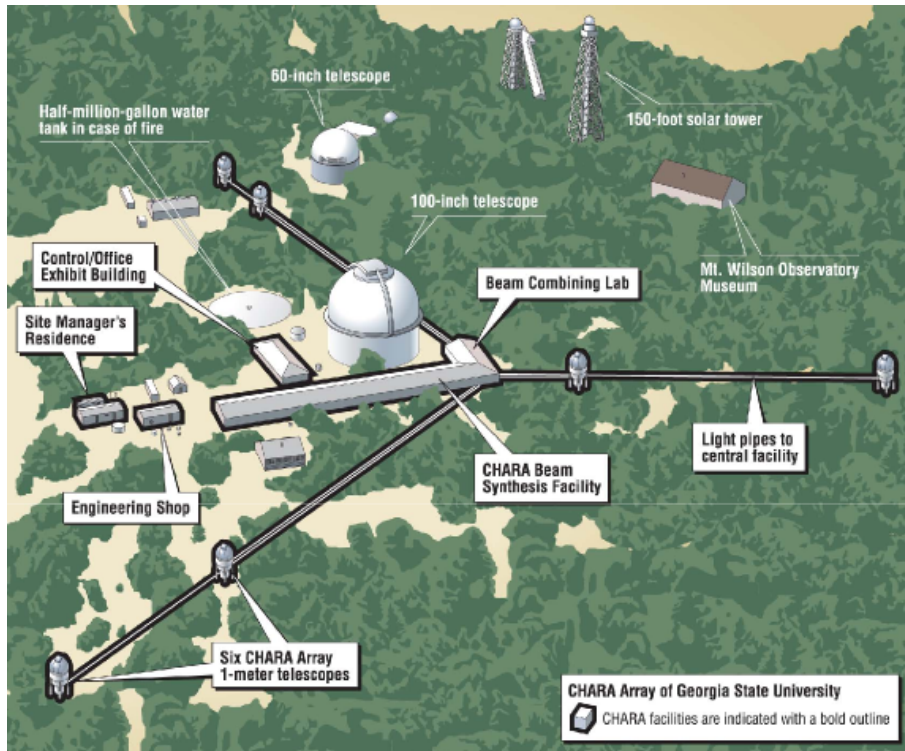 60-inch telescope
Half-million-gallon water
tank in case of fire
150-foot solar tower
100-inch telescope
Control/Office
Exhibit Building
Beam Combining Lab
Mt. Wilson Observatory
Museum
Site Manager's
Residence
Light pipes to
central facility
CHARA Beam
Synthesis Facility
Engineering Shop
Six CHARA Array
1-meter telescopes
CHARA Array of Georgia State University
CHARA facilities are indicated with a bold outline